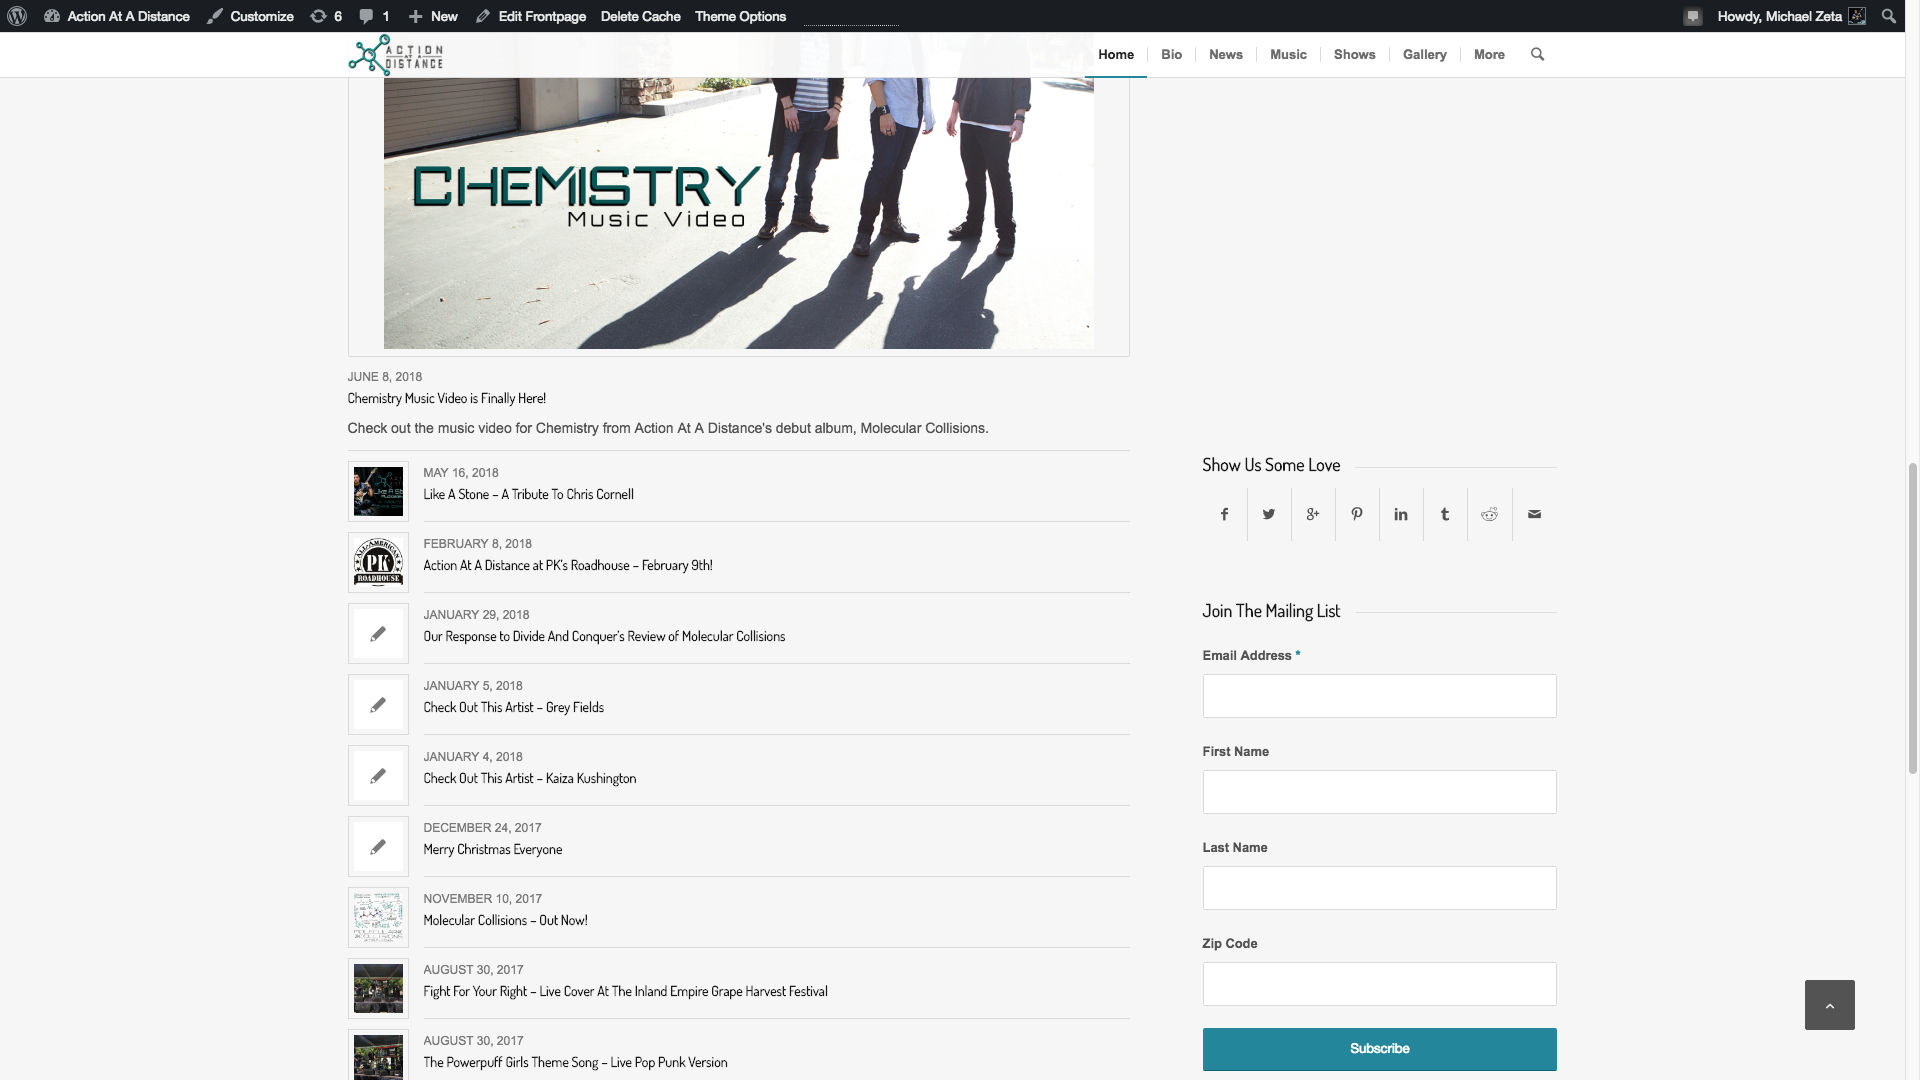 Action At A Distance Customize 6 1 New Edit Frontpage Delete Cache Theme Options Howdy, Michael Zeta
ACTION
AT A
DISTANCE
Home Bio News Music Shows Gallery More
CHEMISTRY
Music Video
JUNE 8, 2018
Chemistry Music Video is Finally Here!
Check out the music video for Chemistry from Action At A Distance's debut album, Molecular Collisions.
MAY 16, 2018
Like A Stone – A Tribute To Chris Cornell
FEBRUARY 8, 2018
Action At A Distance at PK's Roadhouse – February 9th!
ALL-AMERICAN
PK's
ROADHOUSE
JANUARY 29, 2018
Our Response to Divide And Conquer's Review of Molecular Collisions
JANUARY 5, 2018
Check Out This Artist – Grey Fields
JANUARY 4, 2018
Check Out This Artist – Kaiza Kushington
DECEMBER 24, 2017
Merry Christmas Everyone
NOVEMBER 10, 2017
Molecular Collisions – Out Now!
AUGUST 30, 2017
Fight For Your Right – Live Cover At The Inland Empire Grape Harvest Festival
AUGUST 30, 2017
The Powerpuff Girls Theme Song – Live Pop Punk Version
Show Us Some Love
Join The Mailing List
Email Address *
First Name
Last Name
Zip Code
Subscribe